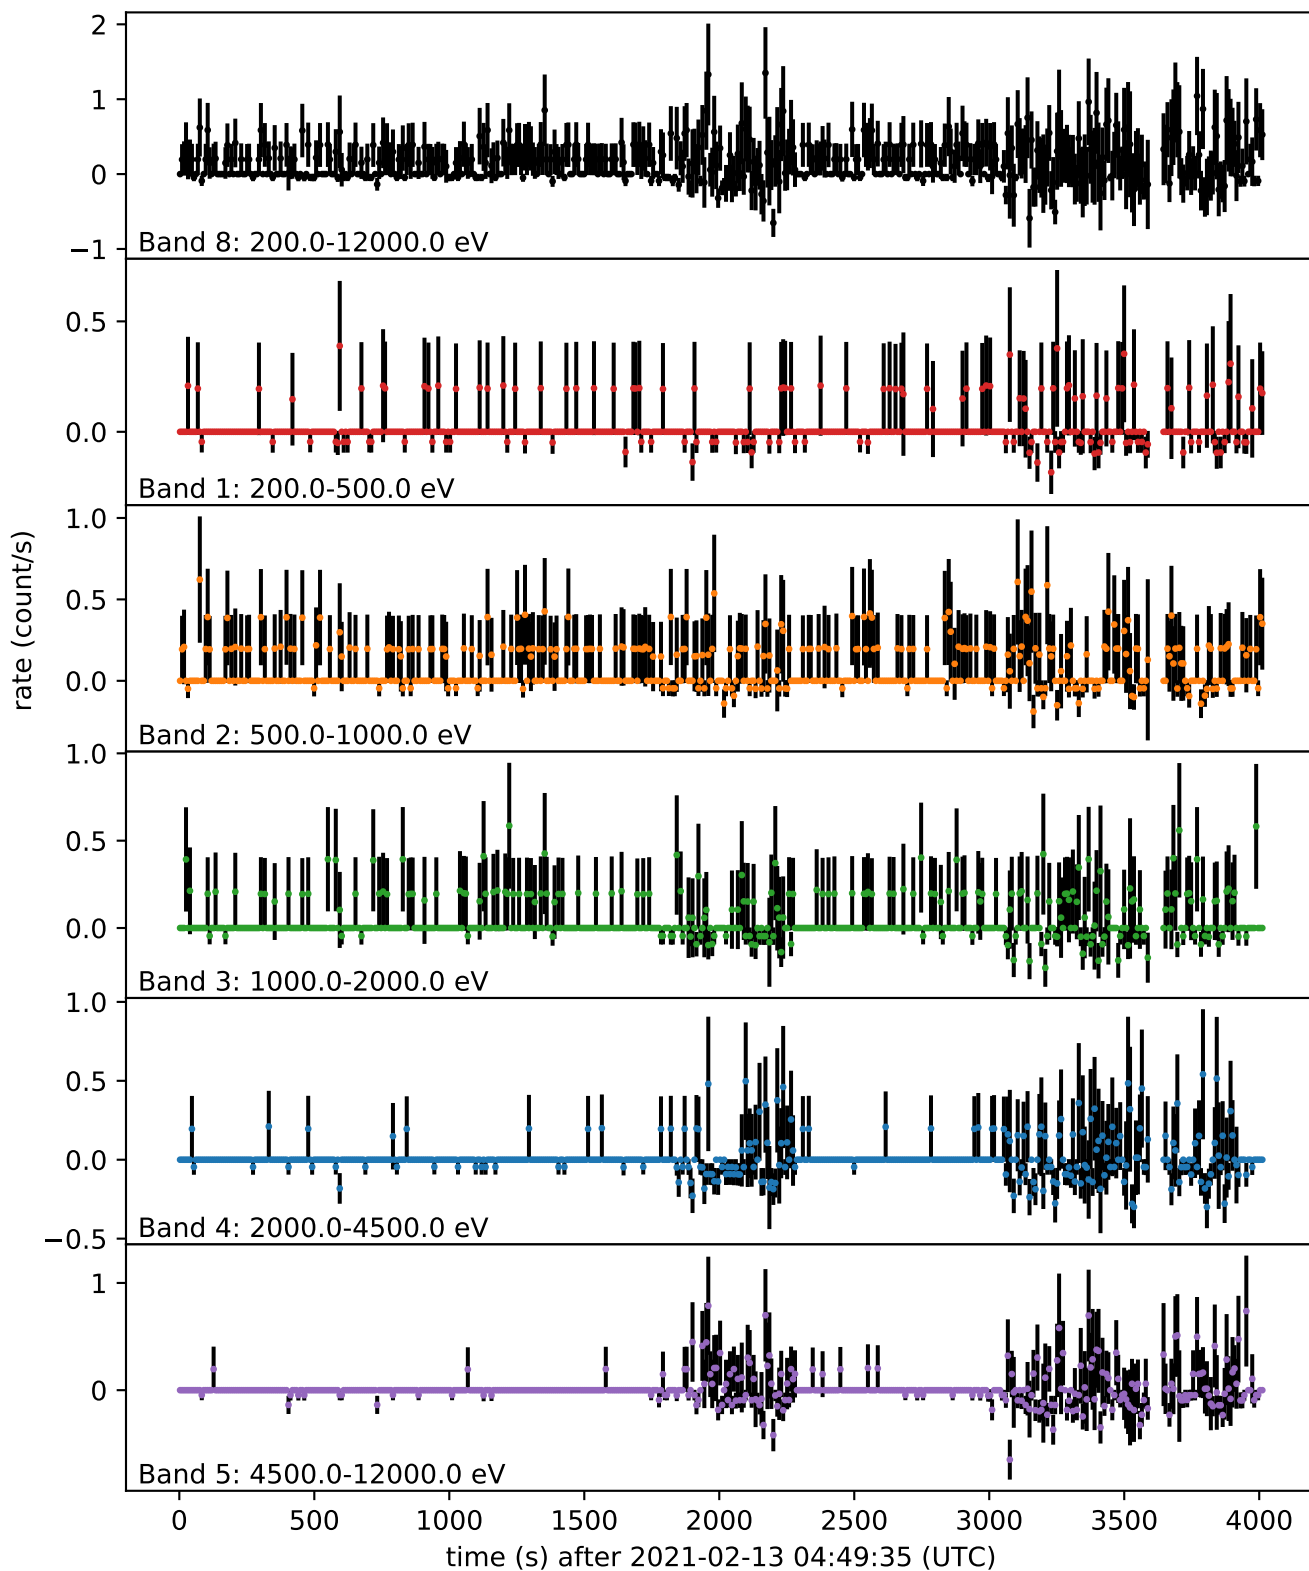 2
1
0
−1
Band 8: 200.0-12000.0 eV
0.5
0.0
Band 1: 200.0-500.0 eV
1.0
0.5
0.0
Band 2: 500.0-1000.0 eV
rate (count/s)
1.0
0.5
0.0
Band 3: 1000.0-2000.0 eV
1.0
0.5
0.0
−0.5
Band 4: 2000.0-4500.0 eV
1
0
Band 5: 4500.0-12000.0 eV
0 500 1000 1500 2000 2500 3000 3500 4000
time (s) after 2021-02-13 04:49:35 (UTC)